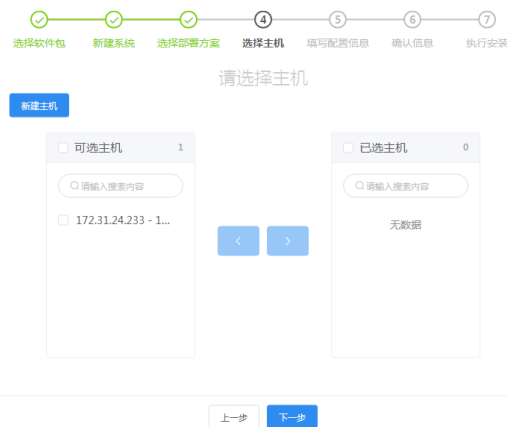 4 5 6 7
选择软件包 新建系统 选择部署方案 选择主机 填写配置信息 确认信息 执行安装
请选择主机
新建主机
可选主机 1
已选主机 0
请输入搜索内容
请输入搜索内容
172.31.24.233 - 1...
无数据
上一步 下一步